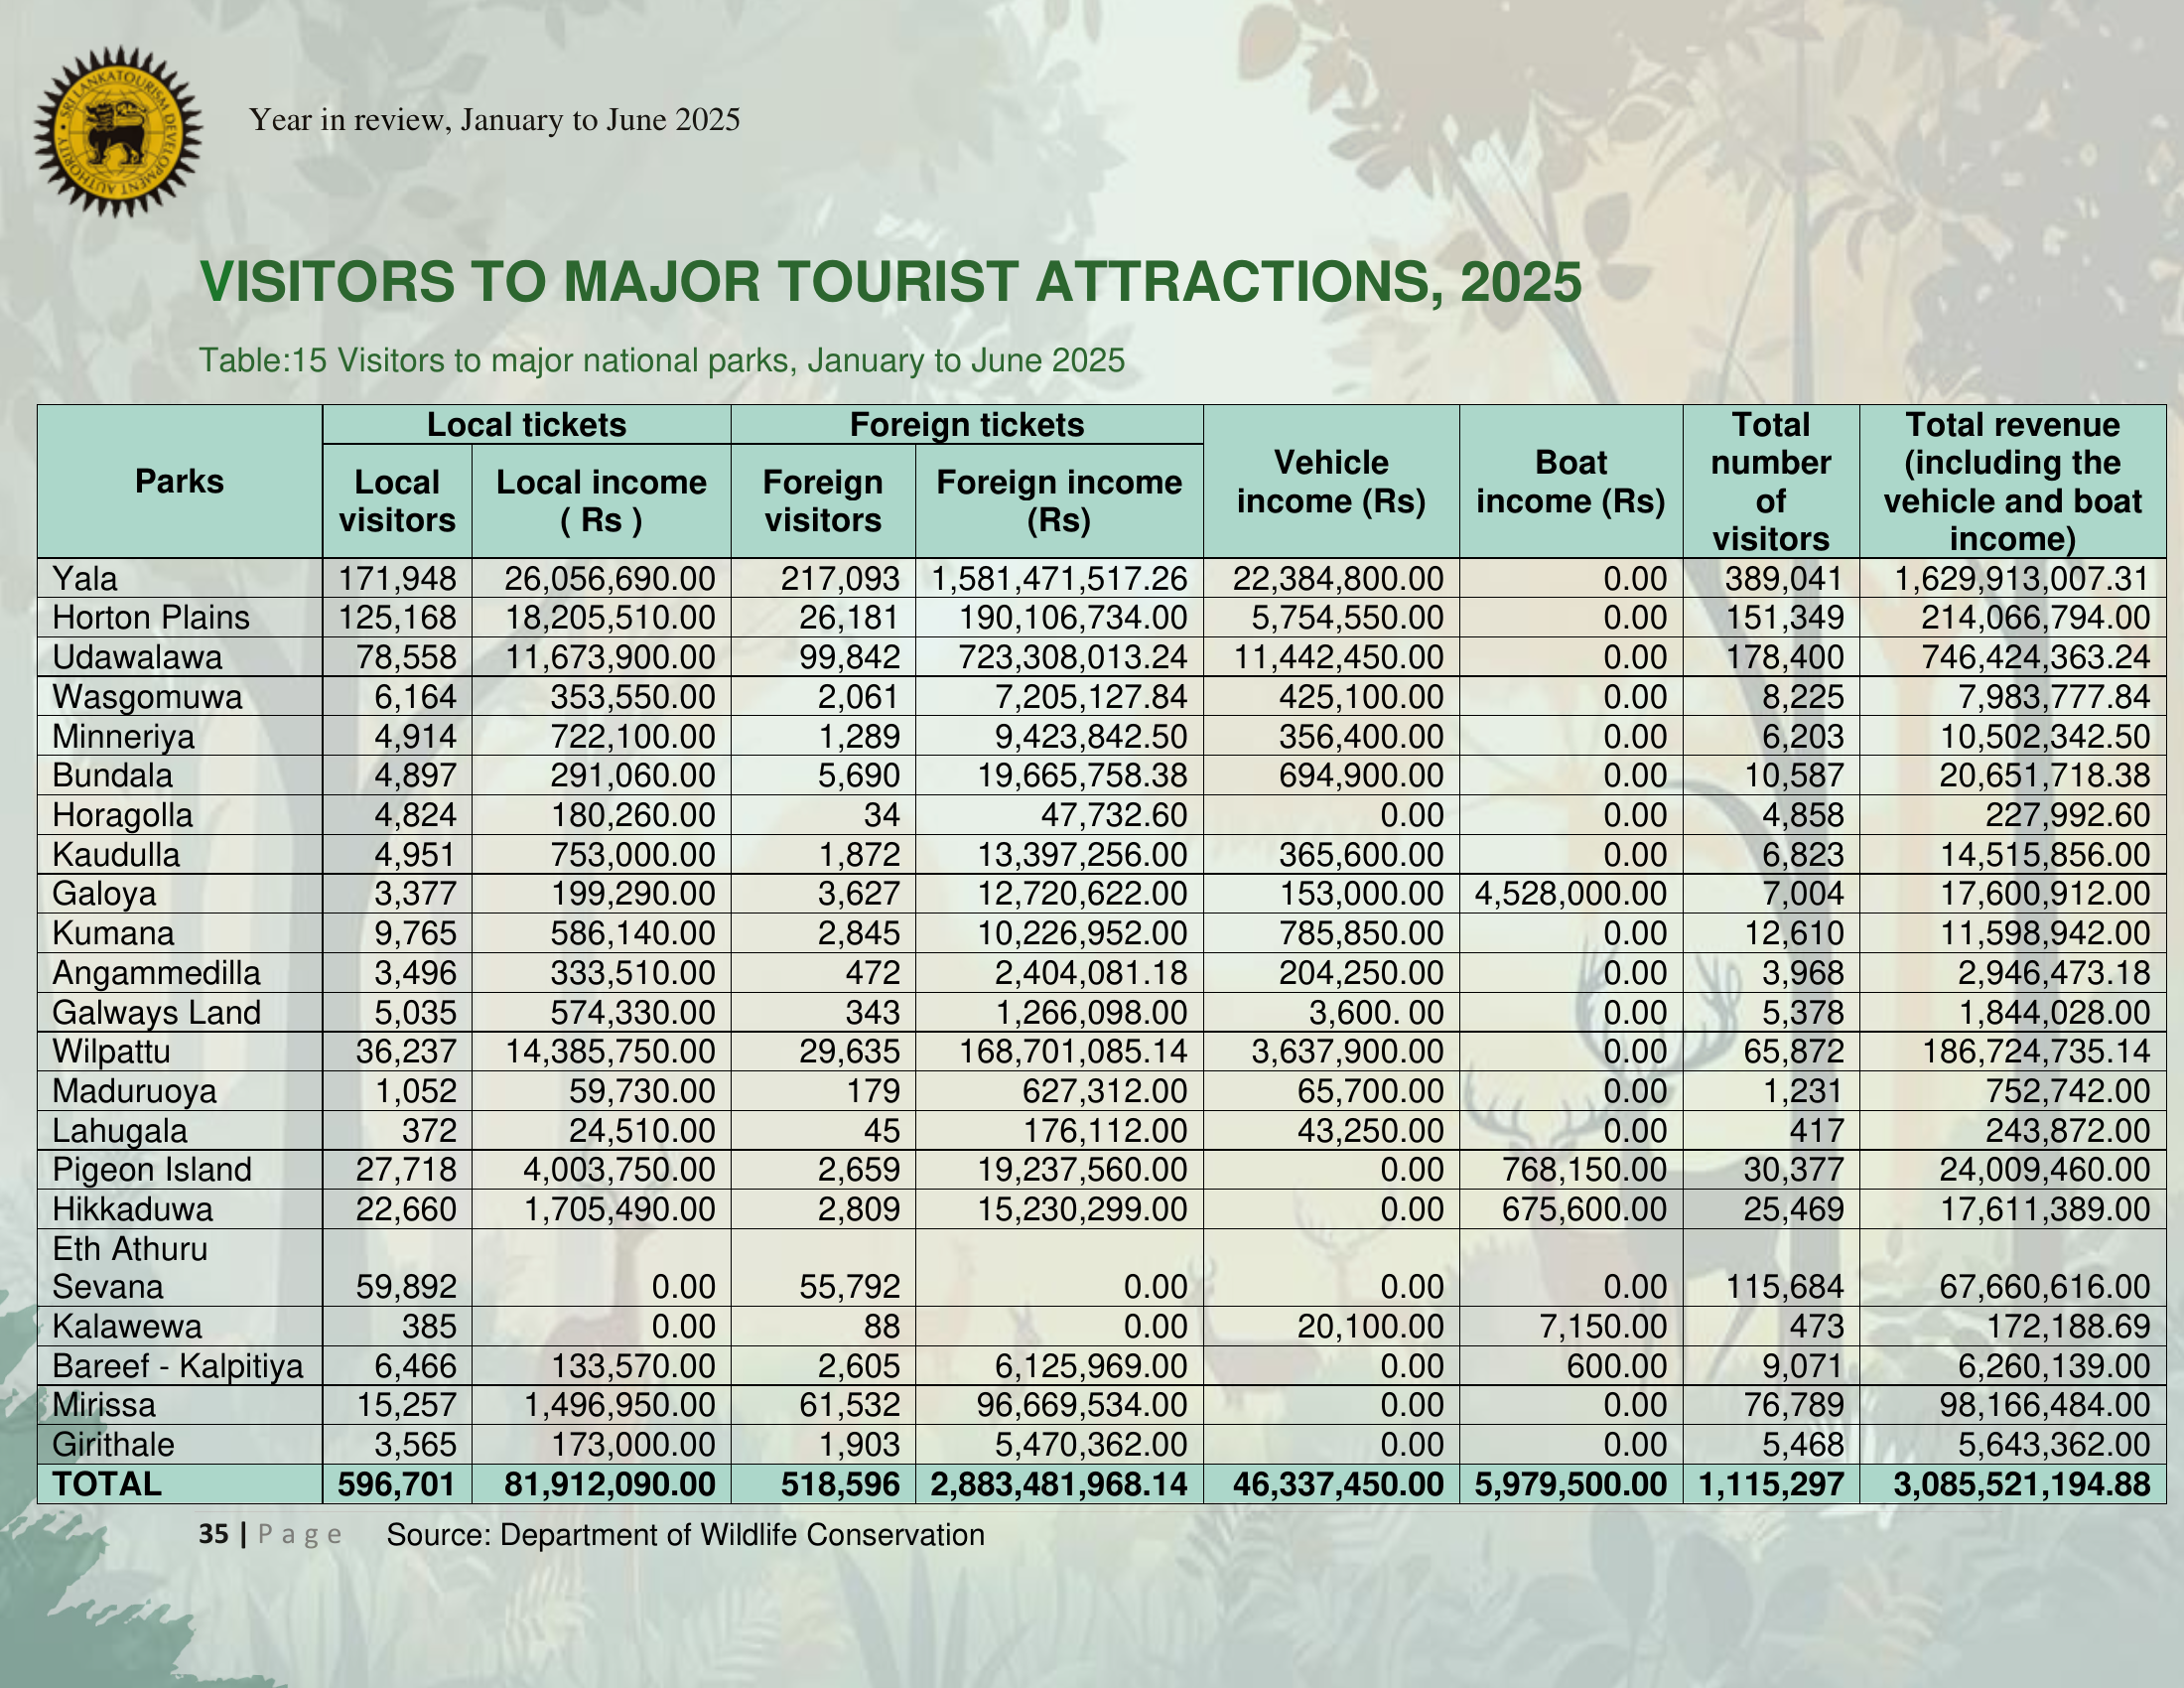 SRI LANKA TOURISM DEVELOPMENT AUTHORITY
Year in review, January to June 2025
VISITORS TO MAJOR TOURIST ATTRACTIONS, 2025
Table:15 Visitors to major national parks, January to June 2025
Parks Local tickets Foreign tickets Vehicle income (Rs) Boat income (Rs) Total number of visitors Total revenue (including the vehicle and boat income)
Local visitors Local income ( Rs ) Foreign visitors Foreign income (Rs)
Yala 171,948 26,056,690.00 217,093 1,581,471,517.26 22,384,800.00 0.00 389,041 1,629,913,007.31
Horton Plains 125,168 18,205,510.00 26,181 190,106,734.00 5,754,550.00 0.00 151,349 214,066,794.00
Udawalawa 78,558 11,673,900.00 99,842 723,308,013.24 11,442,450.00 0.00 178,400 746,424,363.24
Wasgomuwa 6,164 353,550.00 2,061 7,205,127.84 425,100.00 0.00 8,225 7,983,777.84
Minneriya 4,914 722,100.00 1,289 9,423,842.50 356,400.00 0.00 6,203 10,502,342.50
Bundala 4,897 291,060.00 5,690 19,665,758.38 694,900.00 0.00 10,587 20,651,718.38
Horagolla 4,824 180,260.00 34 47,732.60 0.00 0.00 4,858 227,992.60
Kaudulla 4,951 753,000.00 1,872 13,397,256.00 365,600.00 0.00 6,823 14,515,856.00
Galoya 3,377 199,290.00 3,627 12,720,622.00 153,000.00 4,528,000.00 7,004 17,600,912.00
Kumana 9,765 586,140.00 2,845 10,226,952.00 785,850.00 0.00 12,610 11,598,942.00
Angammedilla 3,496 333,510.00 472 2,404,081.18 204,250.00 0.00 3,968 2,946,473.18
Galways Land 5,035 574,330.00 343 1,266,098.00 3,600. 00 0.00 5,378 1,844,028.00
Wilpattu 36,237 14,385,750.00 29,635 168,701,085.14 3,637,900.00 0.00 65,872 186,724,735.14
Maduruoya 1,052 59,730.00 179 627,312.00 65,700.00 0.00 1,231 752,742.00
Lahugala 372 24,510.00 45 176,112.00 43,250.00 0.00 417 243,872.00
Pigeon Island 27,718 4,003,750.00 2,659 19,237,560.00 0.00 768,150.00 30,377 24,009,460.00
Hikkaduwa 22,660 1,705,490.00 2,809 15,230,299.00 0.00 675,600.00 25,469 17,611,389.00
Eth Athuru
Sevana 59,892 0.00 55,792 0.00 0.00 0.00 115,684 67,660,616.00
Kalawewa 385 0.00 88 0.00 20,100.00 7,150.00 473 172,188.69
Bareef - Kalpitiya 6,466 133,570.00 2,605 6,125,969.00 0.00 600.00 9,071 6,260,139.00
Mirissa 15,257 1,496,950.00 61,532 96,669,534.00 0.00 0.00 76,789 98,166,484.00
Girithale 3,565 173,000.00 1,903 5,470,362.00 0.00 0.00 5,468 5,643,362.00
TOTAL 596,701 81,912,090.00 518,596 2,883,481,968.14 46,337,450.00 5,979,500.00 1,115,297 3,085,521,194.88
35 | Page Source: Department of Wildlife Conservation